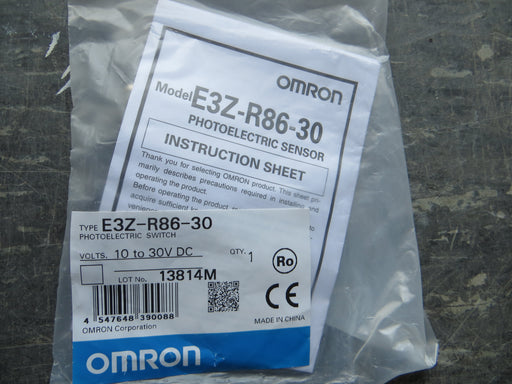 OMRON
Model E3Z-R86-30
PHOTOELECTRIC SENSOR
INSTRUCTION SHEET
Thank you for selecting OMRON product. This sheet pri-
marily describes precautions required in installing and
operating the product.
Before operating the product
acquire sufficient
TYPE E3Z-R86-30
PHOTOELECTRIC SWITCH
VOLTS. 10 to 30V DC QTY. 1
LOT No. 13814M
Ro
4 547648 390088
CE
OMRON Corporation
MADE IN CHINA
OMRON